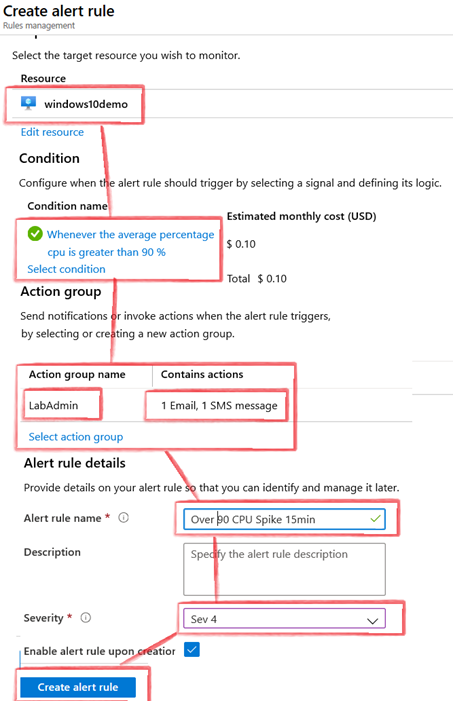 Create alert rule
Rules management
Select the target resource you wish to monitor.
Resource
windows10demo
Edit resource
Condition
Configure when the alert rule should trigger by selecting a signal and defining its logic.
Condition name
Estimated monthly cost (USD)
Whenever the average percentage
cpu is greater than 90 %
$ 0.10
Select condition
Total $ 0.10
Action group
Send notifications or invoke actions when the alert rule triggers,
by selecting or creating a new action group.
Action group name Contains actions
LabAdmin 1 Email, 1 SMS message
Select action group
Alert rule details
Provide details on your alert rule so that you can identify and manage it later.
Alert rule name * Over 90 CPU Spike 15min
Description Specify the alert rule description
Severity * Sev 4
Enable alert rule upon creation
Create alert rule